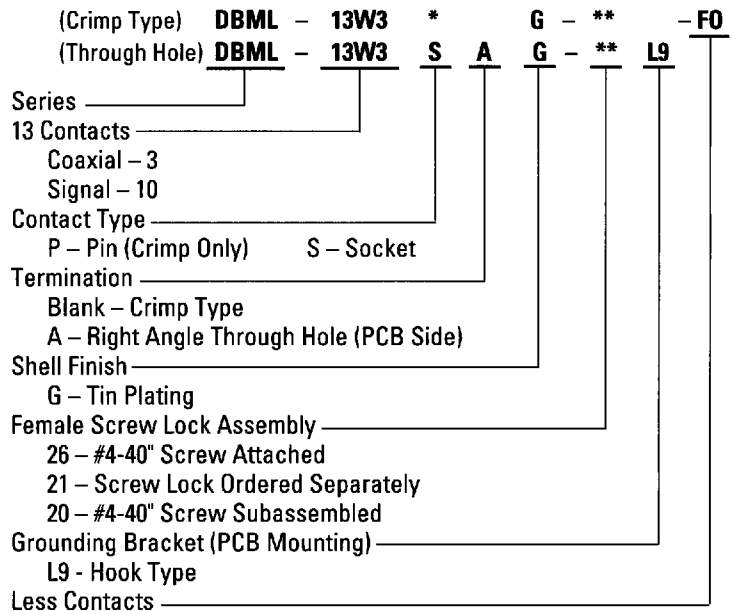 (Crimp Type) DBML – 13W3 * G – ** – F0
(Through Hole) DBML – 13W3 S A G – ** L9
Series
13 Contacts
Coaxial – 3
Signal – 10
Contact Type
P – Pin (Crimp Only) S – Socket
Termination
Blank – Crimp Type
A – Right Angle Through Hole (PCB Side)
Shell Finish
G – Tin Plating
Female Screw Lock Assembly
26 – #4-40" Screw Attached
21 – Screw Lock Ordered Separately
20 – #4-40" Screw Subassembled
Grounding Bracket (PCB Mounting)
L9 - Hook Type
Less Contacts